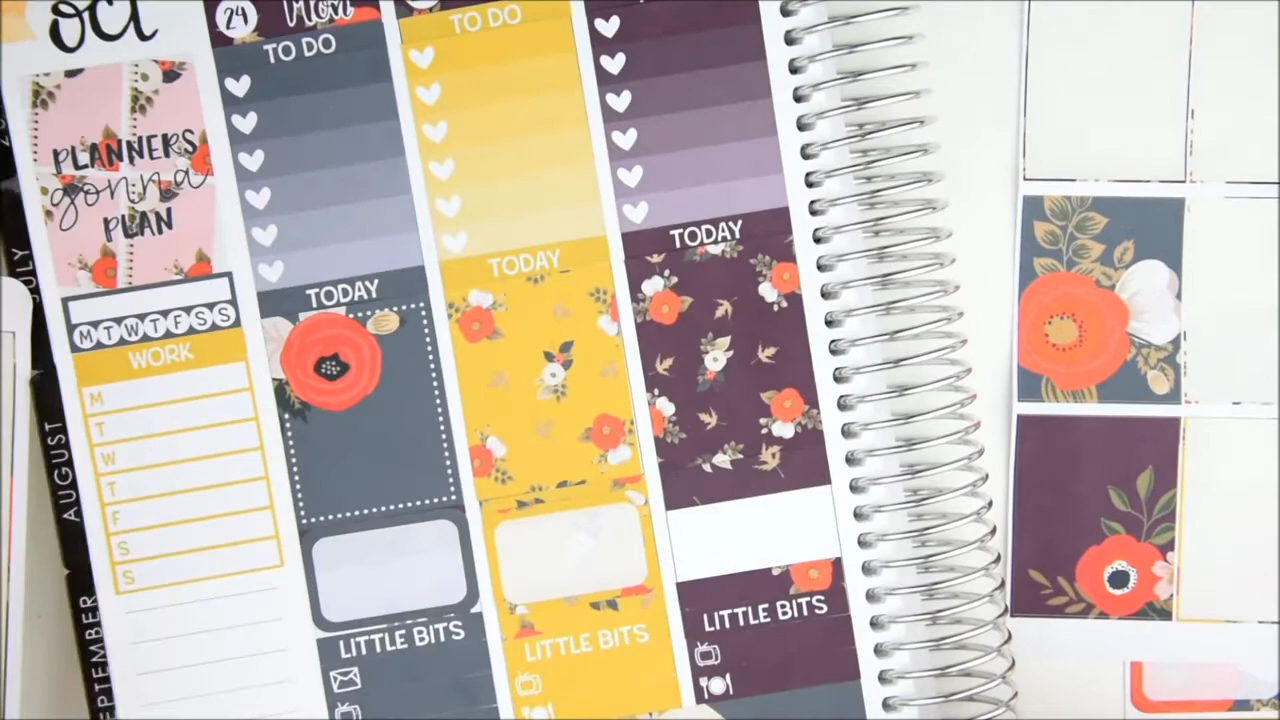 Oct
PLANNERS
gonna
PLAN
MTWTFSS
WORK
M
T
W
T
F
S
S
JULY
AUGUST
24
Mon
TO DO
TODAY
LITTLE BITS
TO DO
TODAY
LITTLE BITS
TODAY
LITTLE BITS